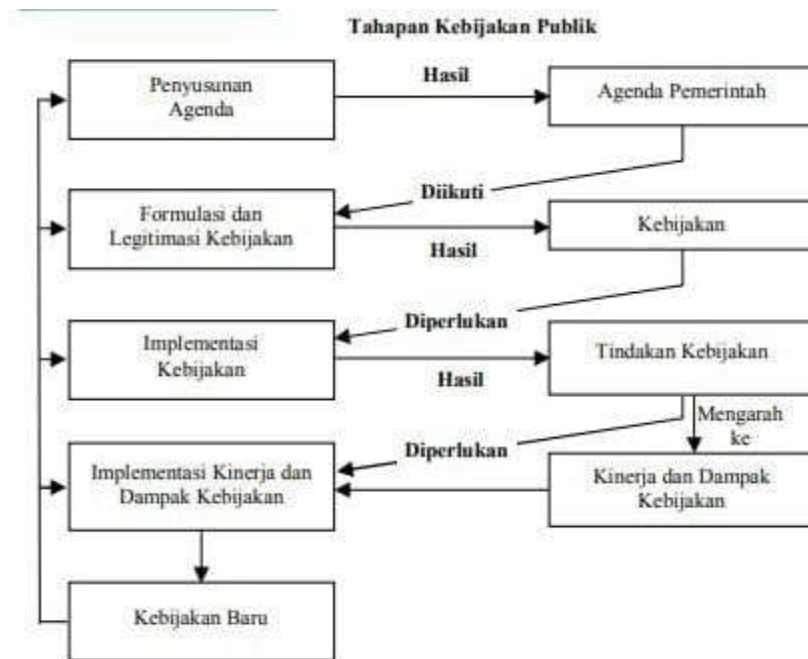 Tahapan Kebijakan Publik
Penyusunan
Agenda
Hasil
Agenda Pemerintah
Diikuti
Formulasi dan
Legitimasi Kebijakan
Hasil
Kebijakan
Diperlukan
Implementasi
Kebijakan
Hasil
Tindakan Kebijakan
Mengarah
ke
Diperlukan
Implementasi Kinerja dan
Dampak Kebijakan
Kinerja dan Dampak
Kebijakan
Kebijakan Baru